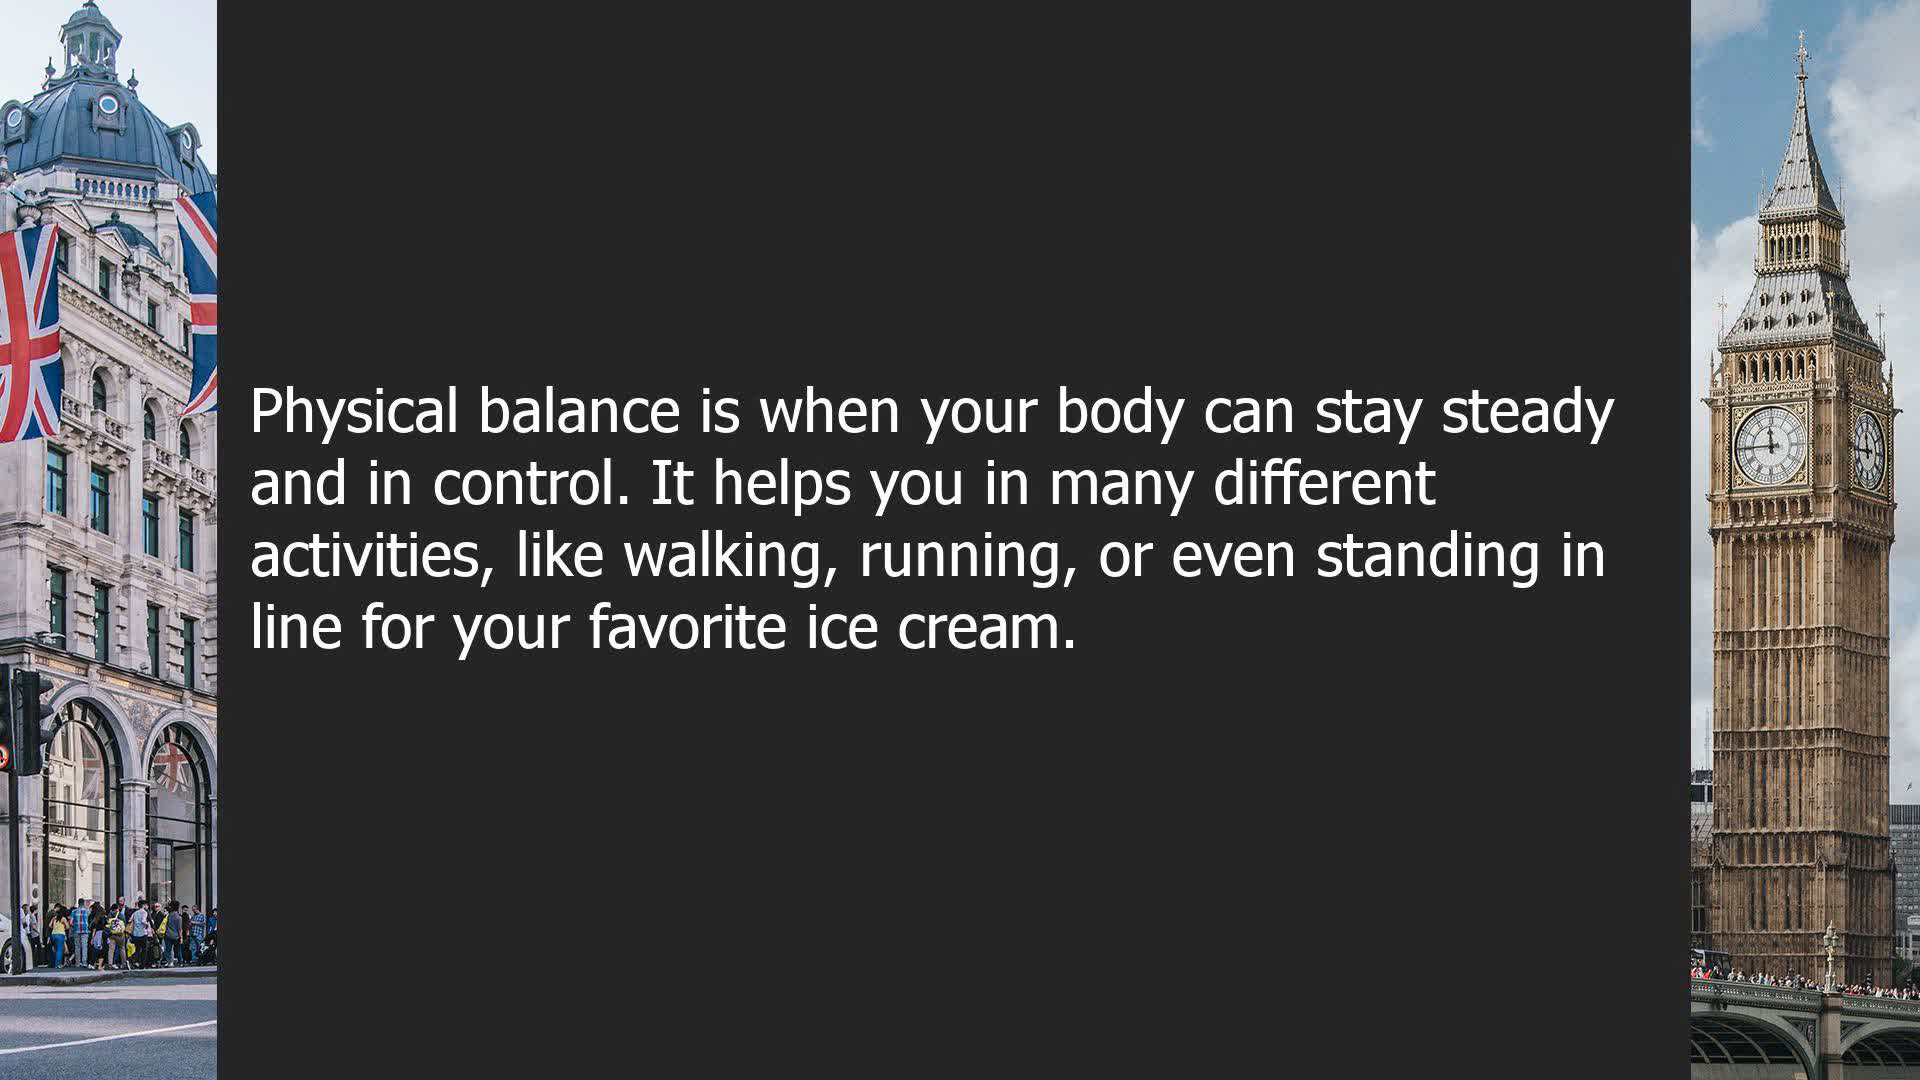 Physical balance is when your body can stay steady
and in control. It helps you in many different
activities, like walking, running, or even standing in
line for your favorite ice cream.